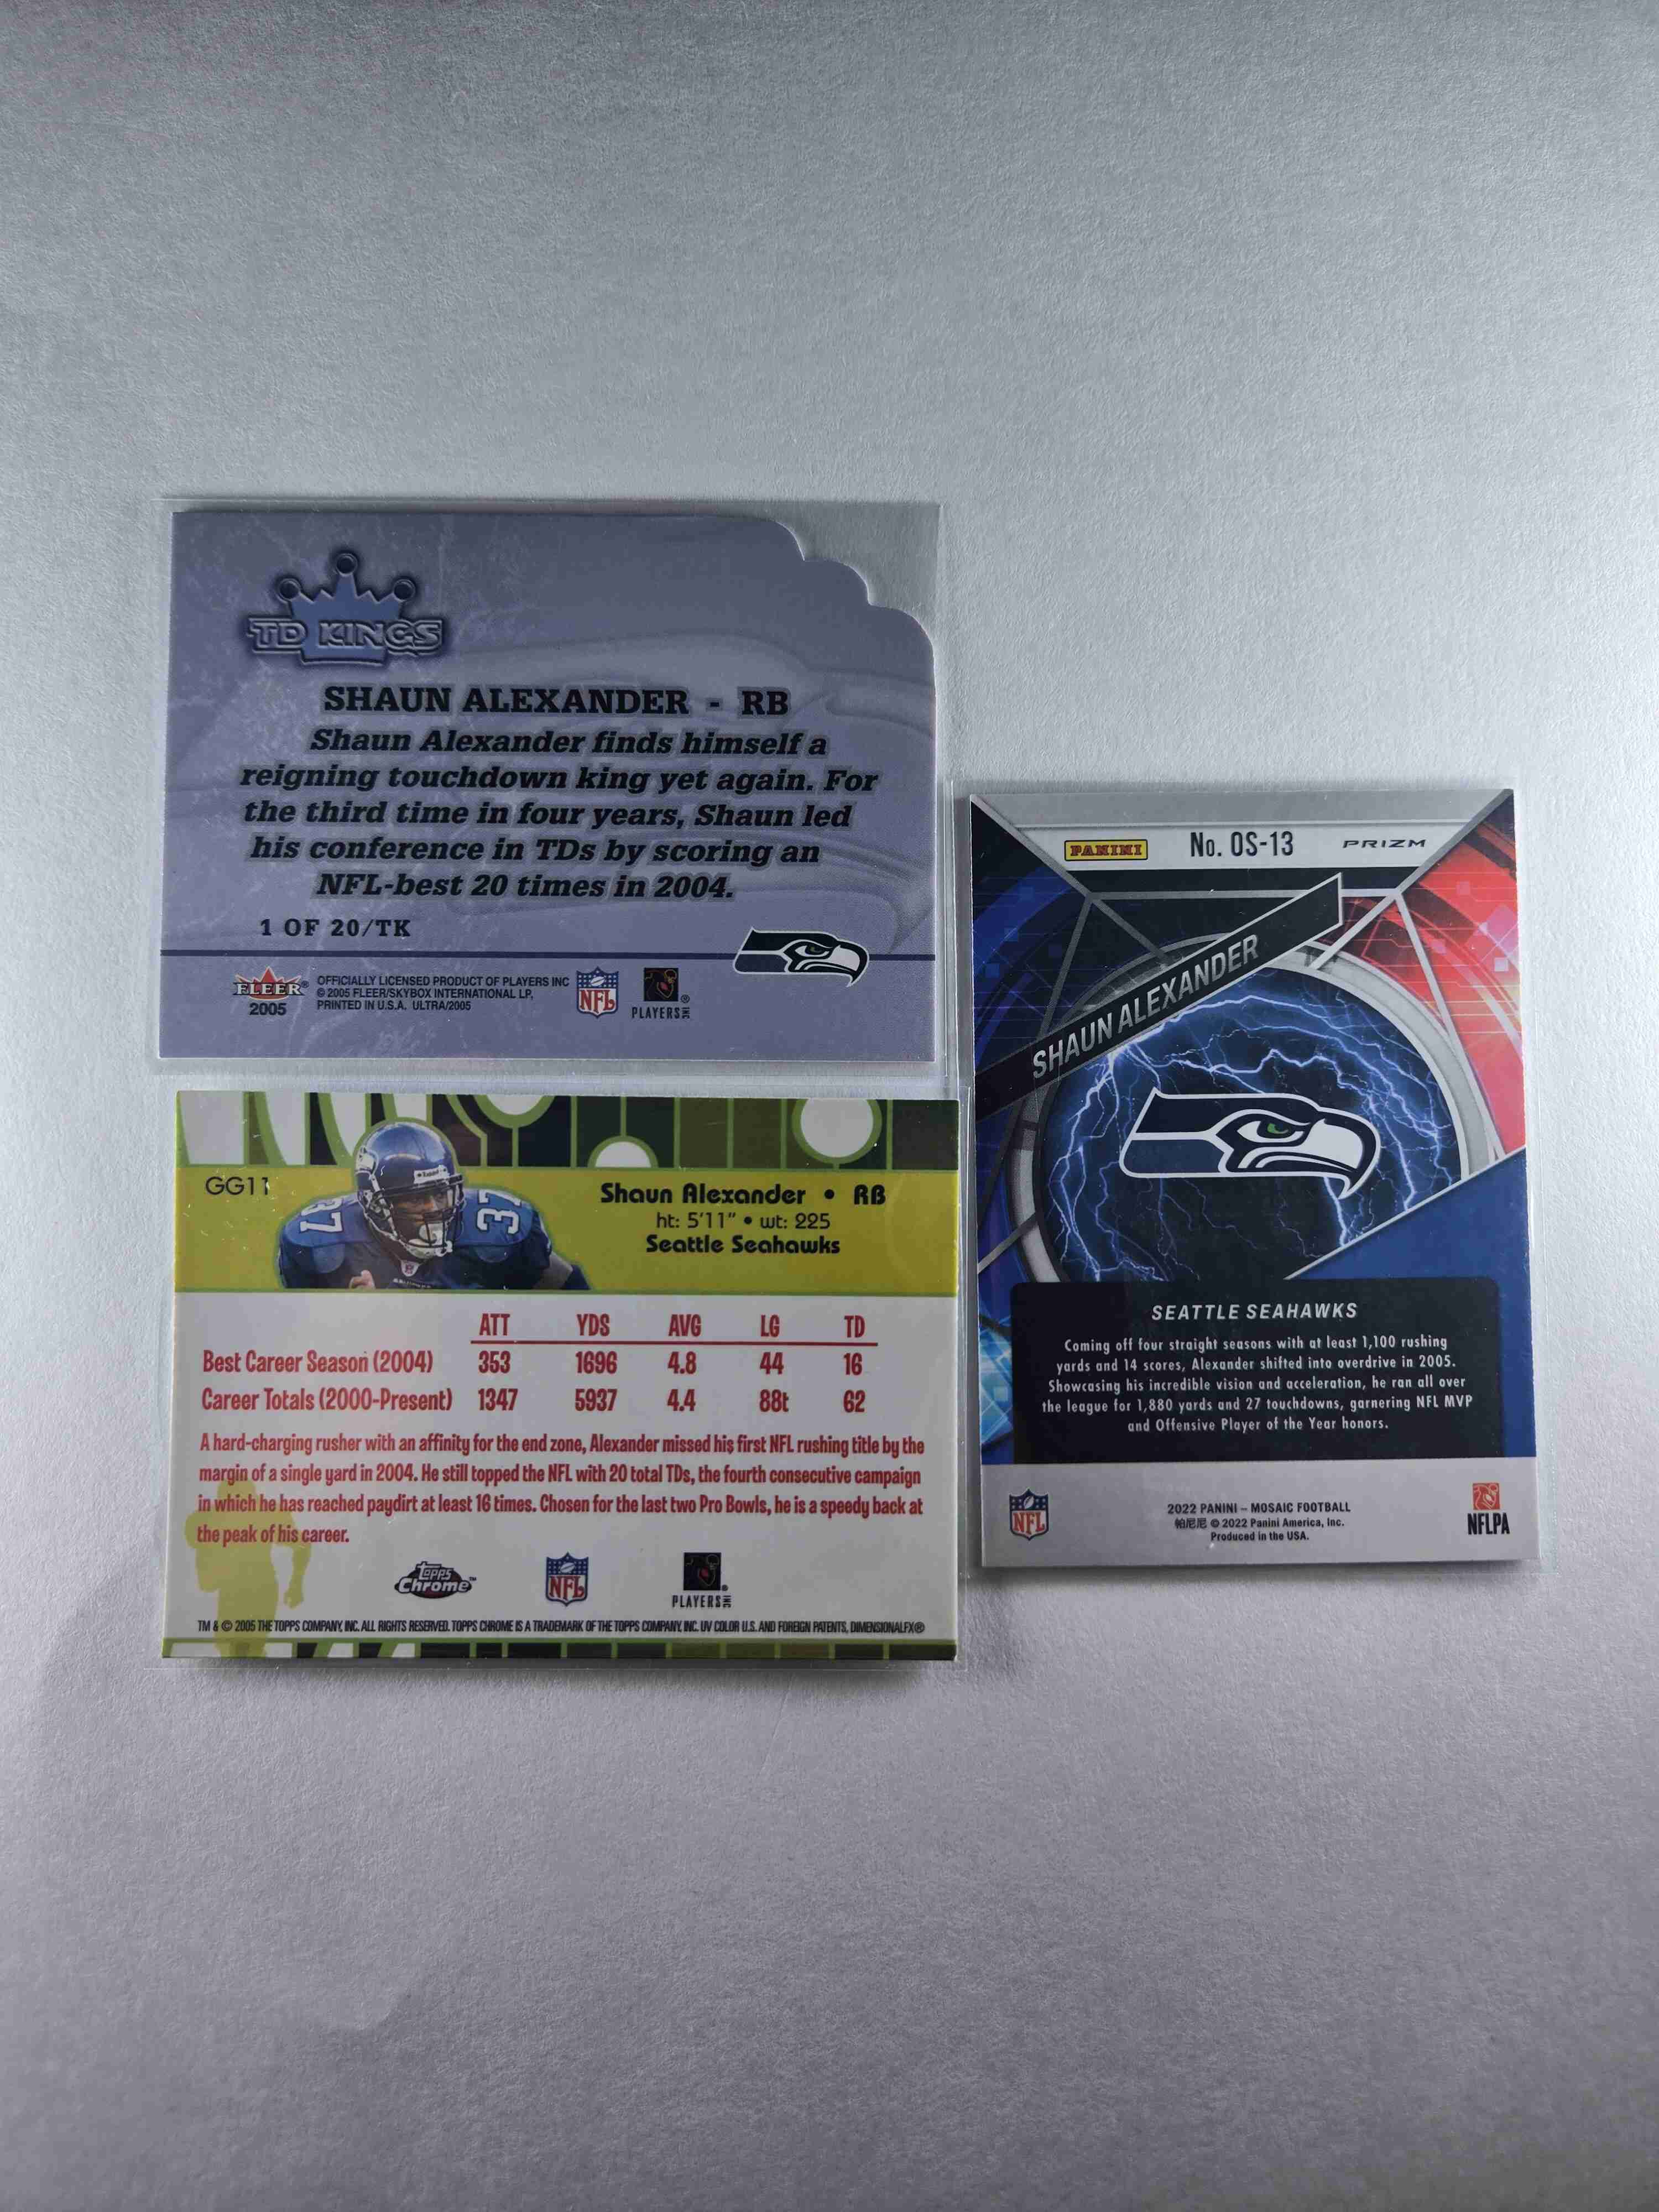 TD KINGS
SHAUN ALEXANDER - RB
Shaun Alexander finds himself a
reigning touchdown king yet again. For
the third time in four years, Shaun led
his conference in TDs by scoring an
NFL-best 20 times in 2004.
1 OF 20/TK
FLEER
2005
OFFICIALLY LICENSED PRODUCT OF PLAYERS INC
© 2005 FLEER/SKYBOX INTERNATIONAL LP,
PRINTED IN U.S.A. ULTRA/2005
NFL
PLAYERS INC
GG11
37
37
Shaun Alexander • RB
ht: 5'11" • wt: 225
Seattle Seahawks
ATT YDS AVG LG TD
Best Career Season (2004) 353 1696 4.8 44 16
Career Totals (2000-Present) 1347 5937 4.4 88t 62
A hard-charging rusher with an affinity for the end zone, Alexander missed his first NFL rushing title by the
margin of a single yard in 2004. He still topped the NFL with 20 total TDs, the fourth consecutive campaign
in which he has reached paydirt at least 16 times. Chosen for the last two Pro Bowls, he is a speedy back at
the peak of his career.
Topps Chrome™
NFL
PLAYERS INC
TM & © 2005 THE TOPPS COMPANY, INC. ALL RIGHTS RESERVED. TOPPS CHROME IS A TRADEMARK OF THE TOPPS COMPANY, INC. UV COLOR U.S. AND FOREIGN PATENTS, DIMENSIONALFX®
PANINI No. OS-13 PRIZM
SHAUN ALEXANDER
SEATTLE SEAHAWKS
Coming off four straight seasons with at least 1,100 rushing
yards and 14 scores, Alexander shifted into overdrive in 2005.
Showcasing his incredible vision and acceleration, he ran all over
the league for 1,880 yards and 27 touchdowns, garnering NFL MVP
and Offensive Player of the Year honors.
NFL
2022 PANINI – MOSAIC FOOTBALL
帕尼尼 © 2022 Panini America, Inc.
Produced in the USA.
NFLPA